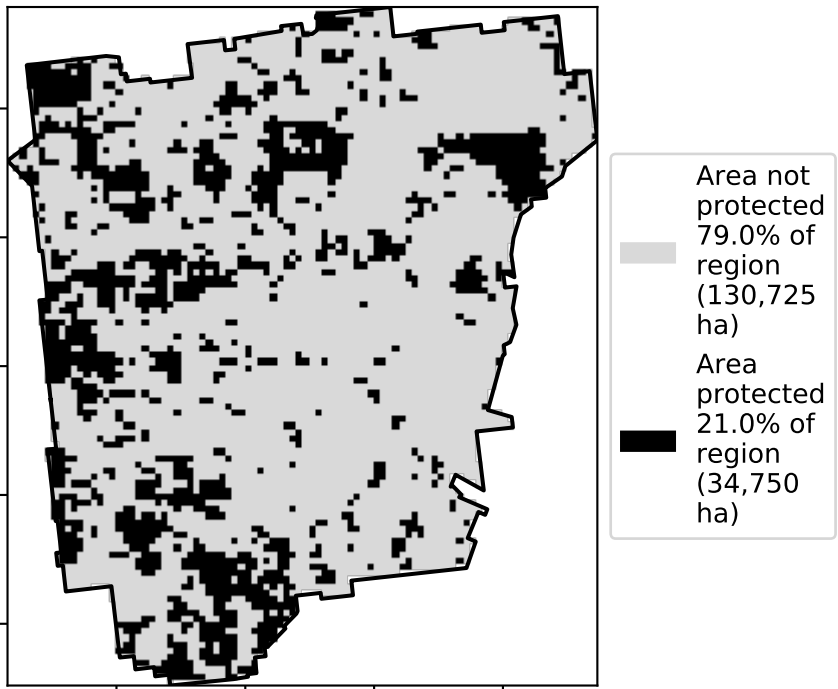 Area not
protected
79.0% of
region
(130,725
ha)
Area
protected
21.0% of
region
(34,750
ha)